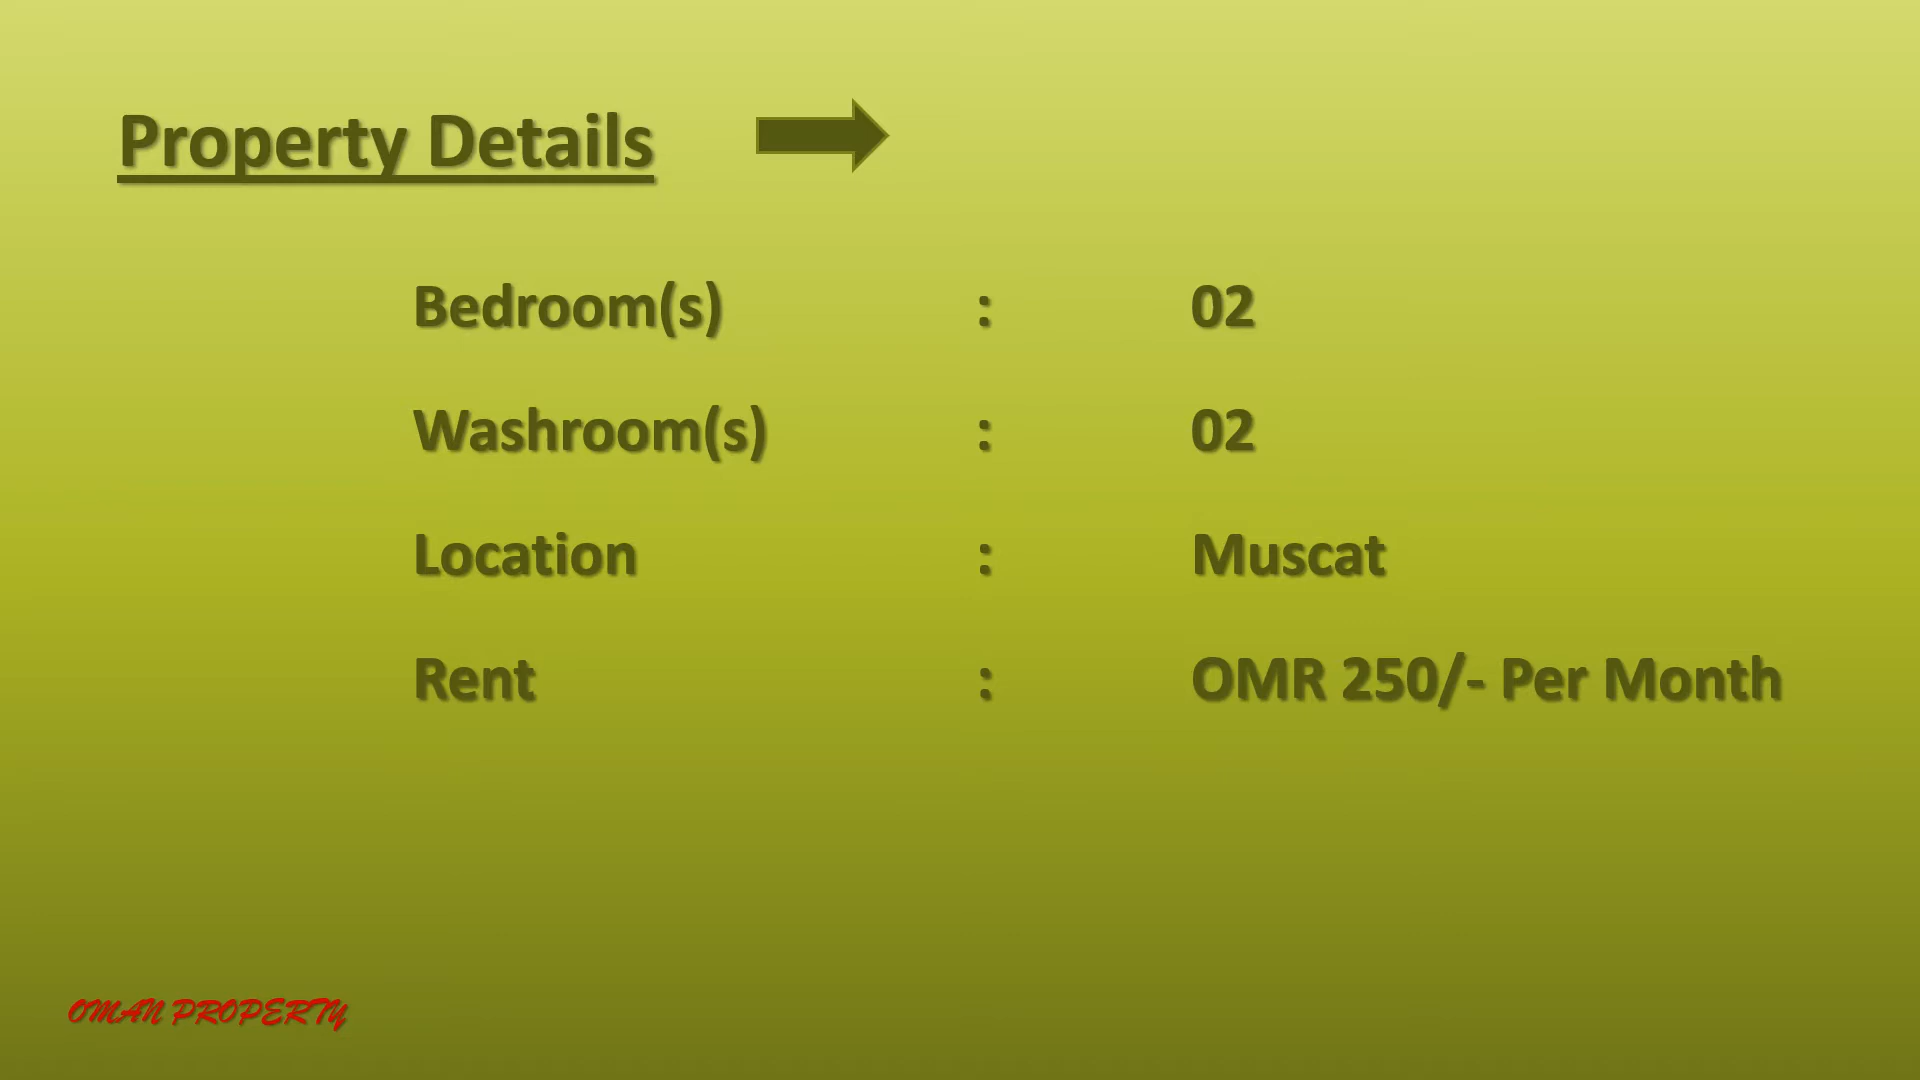 Property Details
Bedroom(s) : 02
Washroom(s) : 02
Location : Muscat
Rent : OMR 250/- Per Month
OMAN PROPERTY